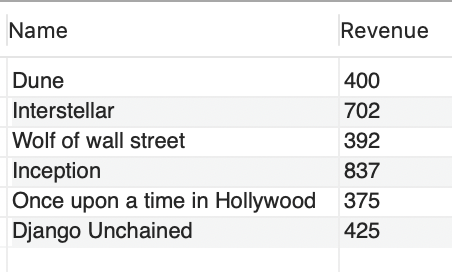 Name Revenue
Dune 400
Interstellar 702
Wolf of wall street 392
Inception 837
Once upon a time in Hollywood 375
Django Unchained 425